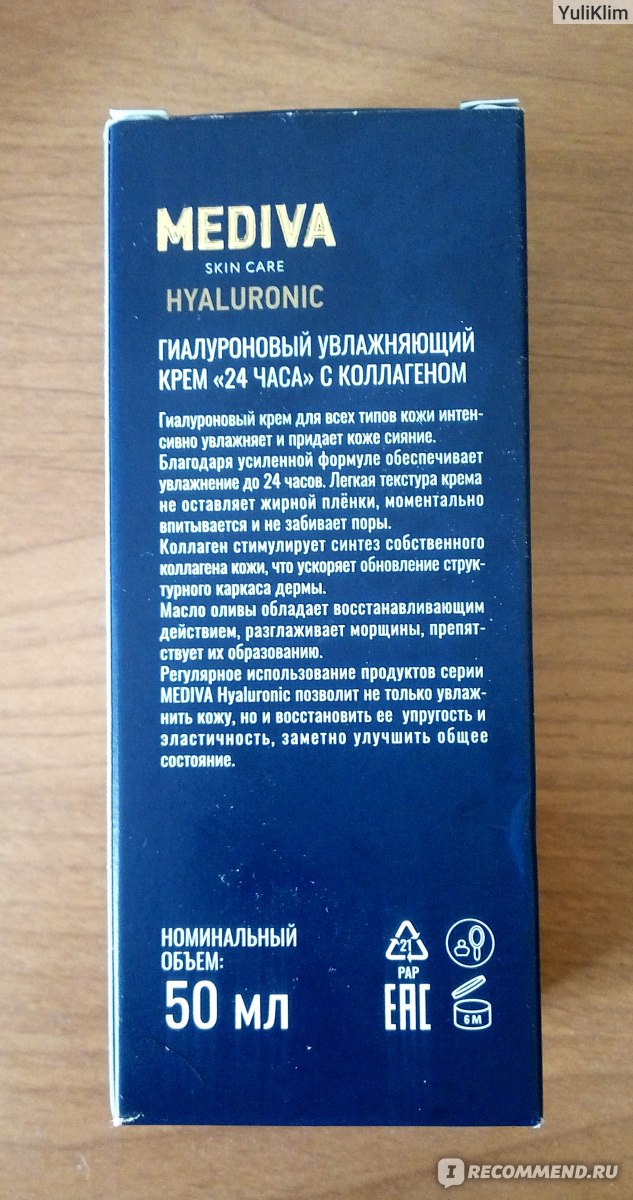 YuliKlim
MEDIVA
SKIN CARE
HYALURONIC
ГИАЛУРОНОВЫЙ УВЛАЖНЯЮЩИЙ
КРЕМ «24 ЧАСА» С КОЛЛАГЕНОМ
Гиалуроновый крем для всех типов кожи интен-
сивно увлажняет и придает коже сияние.
Благодаря усиленной формуле обеспечивает
увлажнение до 24 часов. Легкая текстура крема
не оставляет жирной плёнки, моментально
впитывается и не забивает поры.
Коллаген стимулирует синтез собственного
коллагена кожи, что ускоряет обновление струк-
турного каркаса дермы.
Масло оливы обладает восстанавливающим
действием, разглаживает морщины, препят-
ствует их образованию.
Регулярное использование продуктов серии
MEDIVA Hyaluronic позволит не только увлаж-
нить кожу, но и восстановить ее упругость и
эластичность, заметно улучшить общее
состояние.
НОМИНАЛЬНЫЙ
ОБЪЕМ:
50 мл
21
PAP
EAC
6 M
I RECOMMEND.RU